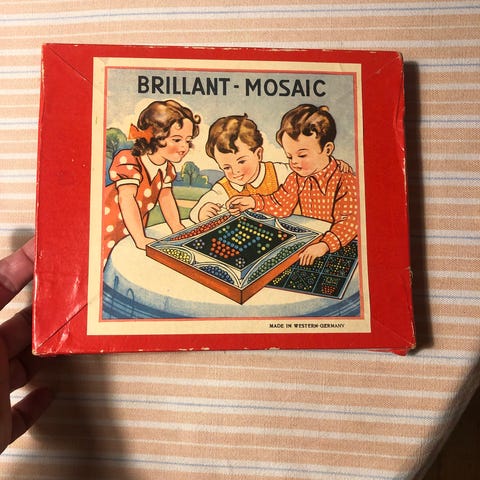 BRILLANT - MOSAIC
MADE IN WESTERN-GERMANY